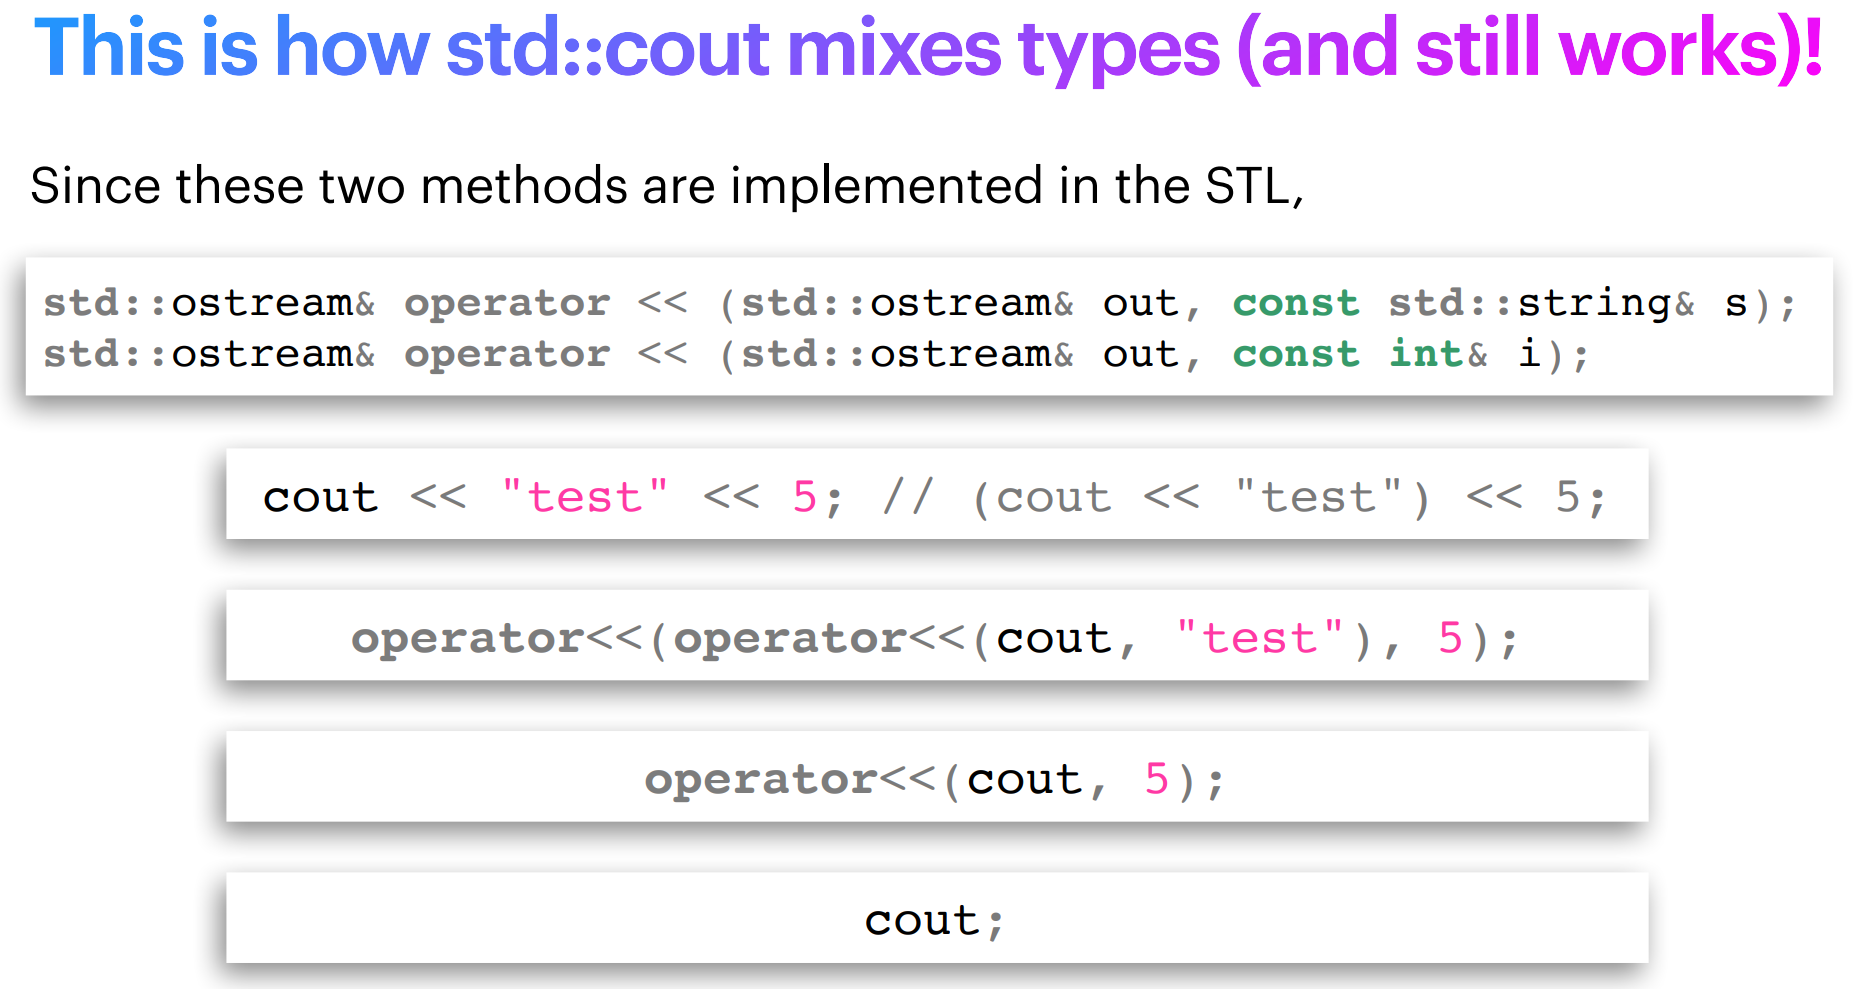 This is how std::cout mixes types (and still works)!
Since these two methods are implemented in the STL,
std::ostream& operator << (std::ostream& out, const std::string& s);
std::ostream& operator << (std::ostream& out, const int& i);
cout << "test" << 5; // (cout << "test") << 5;
operator<<(operator<<(cout, "test"), 5);
operator<<(cout, 5);
cout;